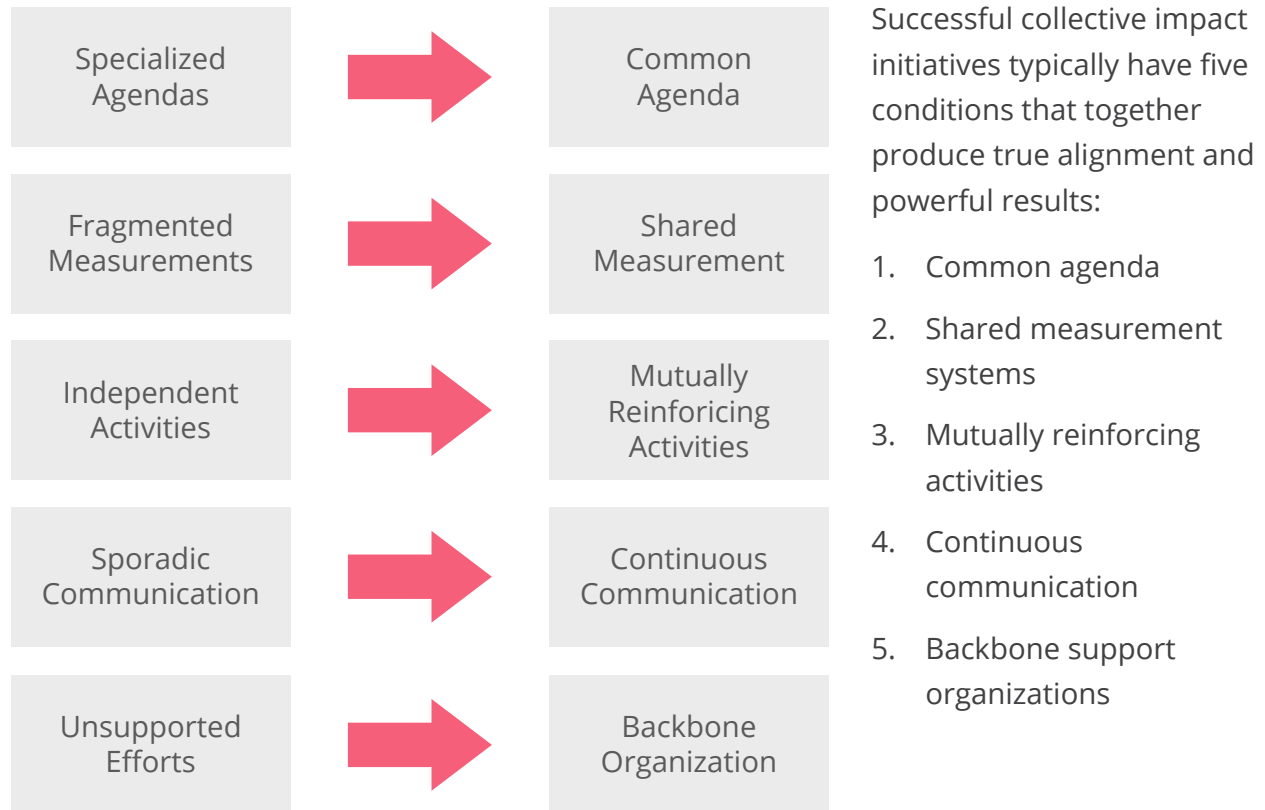 Specialized
Agendas
Common
Agenda
Fragmented
Measurements
Shared
Measurement
Independent
Activities
Mutually
Reinforicing
Activities
Sporadic
Communication
Continuous
Communication
Unsupported
Efforts
Backbone
Organization
Successful collective impact
initiatives typically have five
conditions that together
produce true alignment and
powerful results:
1. Common agenda
2. Shared measurement
systems
3. Mutually reinforcing
activities
4. Continuous
communication
5. Backbone support
organizations